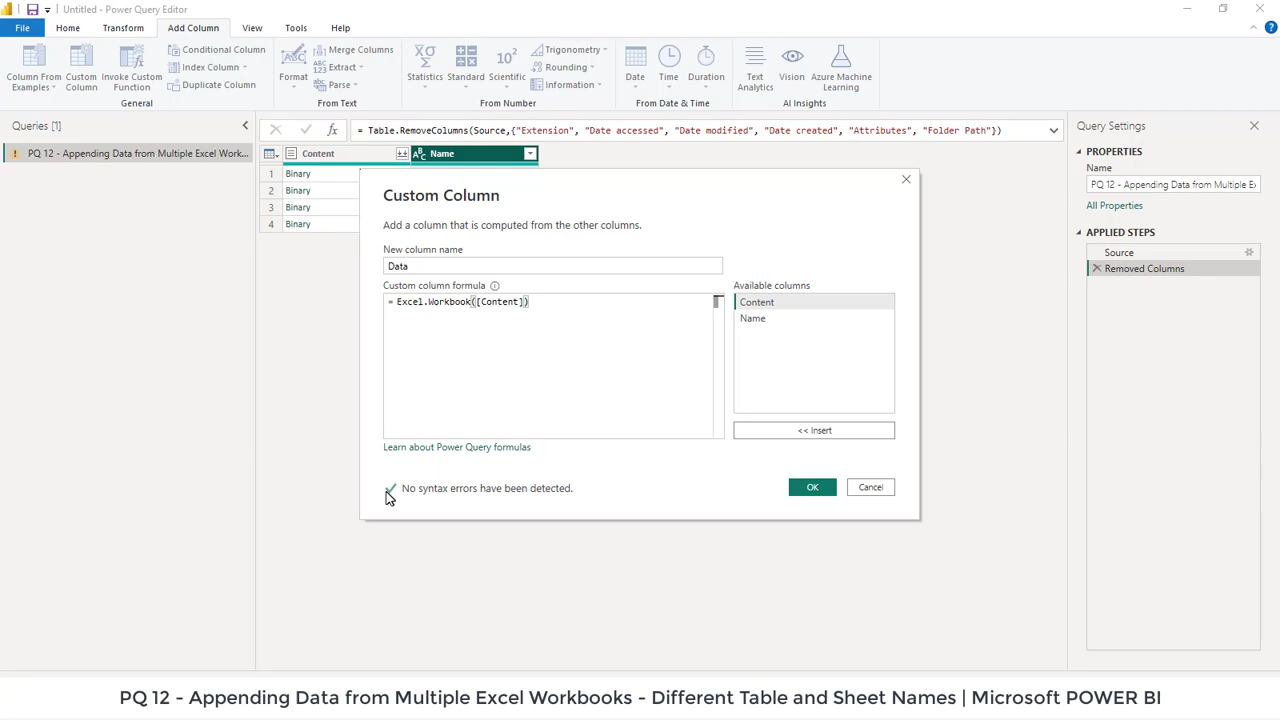 Untitled - Power Query Editor
File Home Transform Add Column View Tools Help
Column From Examples
Custom Column
Invoke Custom Function
Conditional Column
Index Column
Duplicate Column
General
Format
Merge Columns
Extract
Parse
From Text
Statistics
Standard
Scientific
Trigonometry
Rounding
Information
From Number
Date
Time
Duration
From Date & Time
Text Analytics
Vision
Azure Machine Learning
AI Insights
Queries [1]
PQ 12 - Appending Data from Multiple Excel Work...
= Table.RemoveColumns(Source,{"Extension", "Date accessed", "Date modified", "Date created", "Attributes", "Folder Path"})
Content Name
1 Binary
2 Binary
3 Binary
4 Binary
Custom Column
Add a column that is computed from the other columns.
New column name
Data
Custom column formula
= Excel.Workbook([Content])
Available columns
Content
Name
<< Insert
Learn about Power Query formulas
No syntax errors have been detected.
OK Cancel
Query Settings
PROPERTIES
Name
PQ 12 - Appending Data from Multiple Ex
All Properties
APPLIED STEPS
Source
Removed Columns
PQ 12 - Appending Data from Multiple Excel Workbooks - Different Table and Sheet Names | Microsoft POWER BI